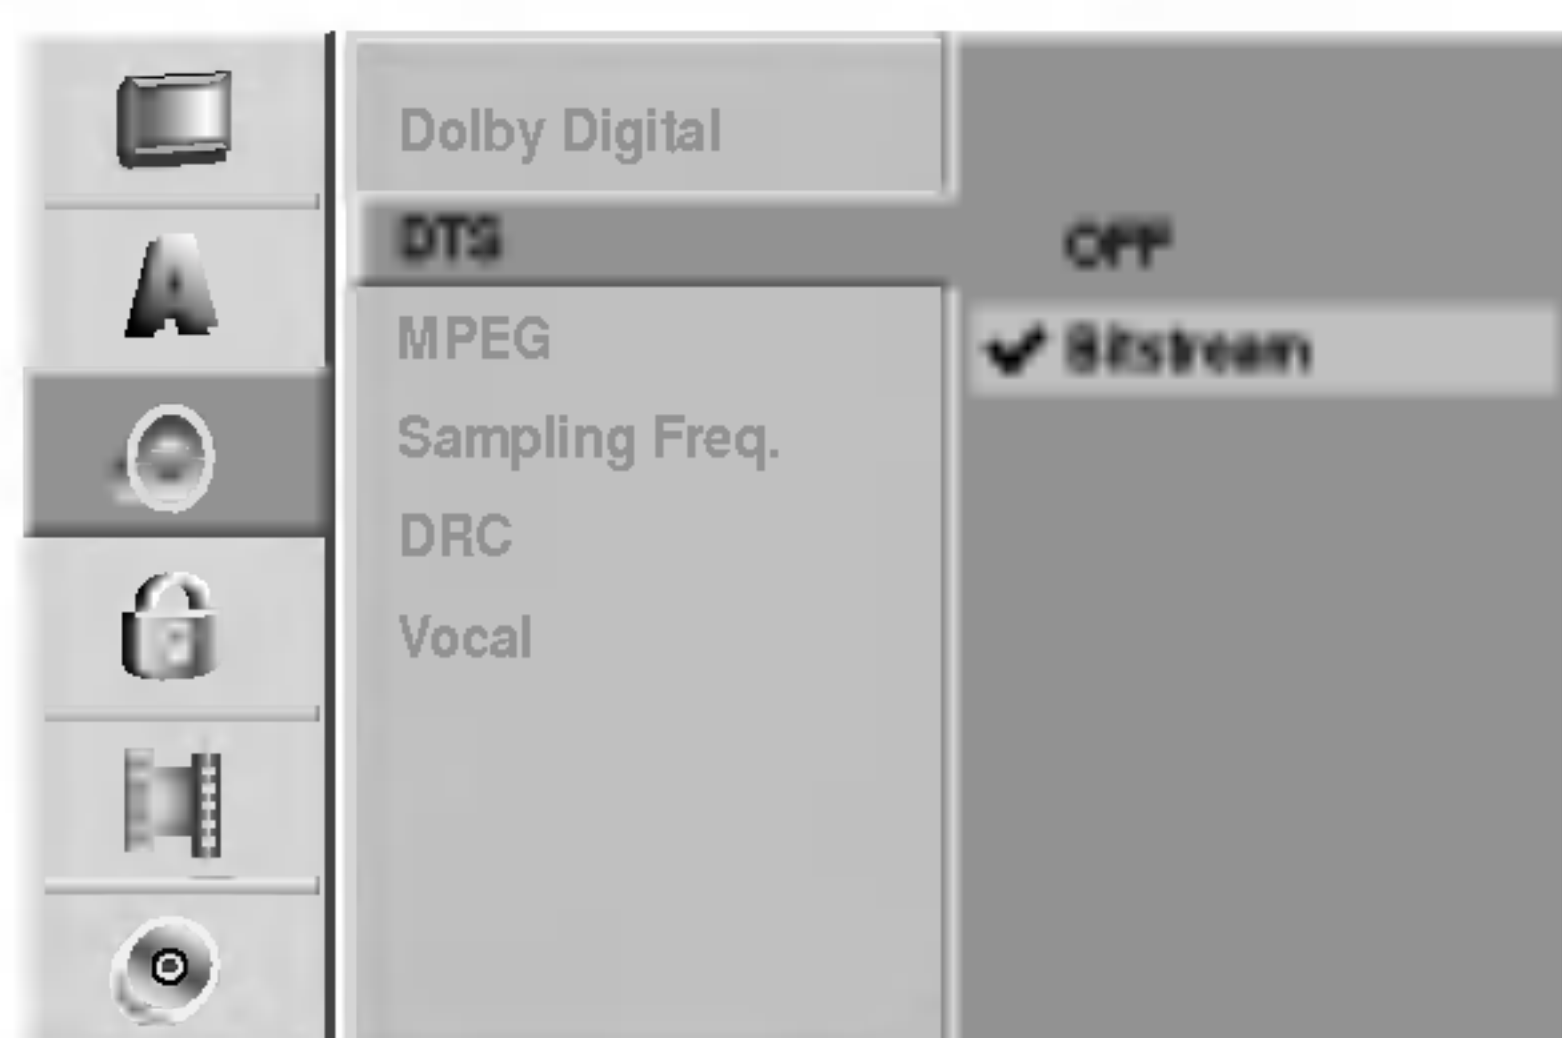 Dolby Digital
DTS
OFF
MPEG
Bitstream
Sampling Freq.
DRC
Vocal